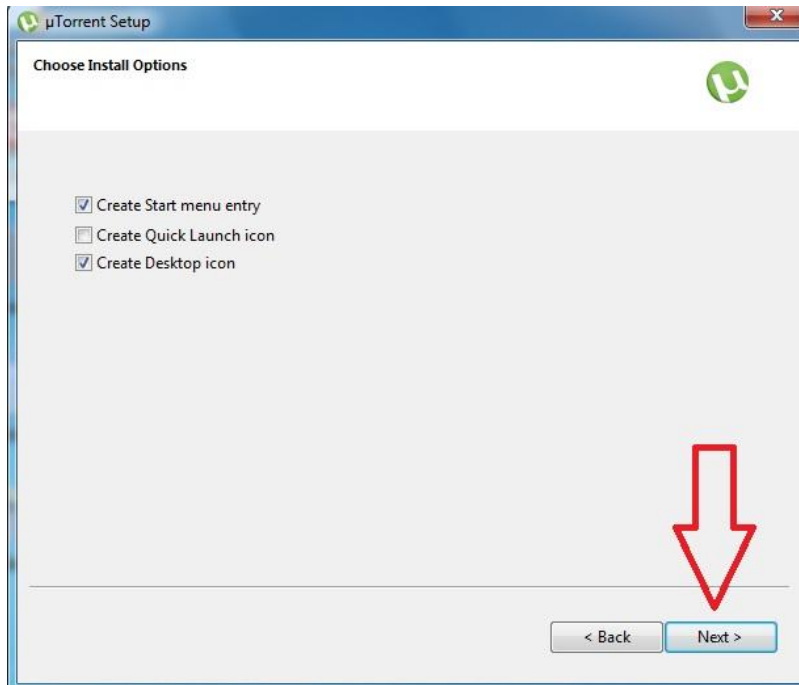 µTorrent Setup
Choose Install Options
Create Start menu entry
Create Quick Launch icon
Create Desktop icon
< Back
Next >